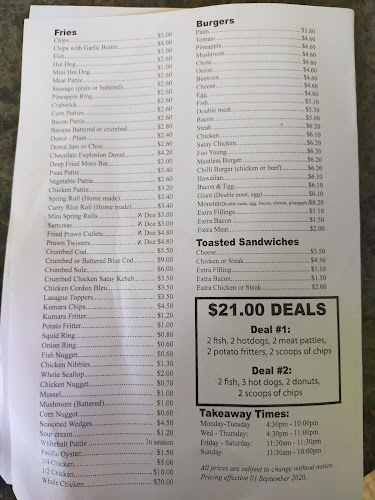 Fries
Chips $3.00
Chips with Garlic Butter $4.00
Fish $3.00
Hot Dog $2.60
Mini Hot Dog $1.00
Meat Pattie $2.60
Sausage (plain or battered) $2.60
Pineapple Ring $2.60
Crabstick $2.60
Corn Patties $2.60
Bacon Pattie $2.60
Banana Battered or crumbed $2.80
Donut - Plain $2.40
Donut Jam or Choc $2.60
Chocolate Explosion Donut $4.20
Deep Fried Moro Bar $3.00
Paua Pattie $3.40
Vegetable Pattie $2.60
Chicken Pattie $3.20
Spring Roll (Home made) $3.40
Curry Rice Roll (Home made) $3.40
Mini Spring Rolls ½ Doz $3.00
Samosas ½ Doz $3.00
Fried Prawn Cutlets ½ Doz $4.80
Prawn Twisters ½ Doz $4.80
Crumbed Cod $3.50
Crumbed or Battered Blue Cod $9.00
Crumbed Sole $6.00
Crumbed Chicken Satay Kebab $3.50
Chicken Cordon Bleu $3.50
Lasagne Toppers $3.50
Kumara Chips $4.50
Kumara Fritter $1.20
Potato Fritter $1.00
Squid Ring $0.80
Onion Ring $0.60
Fish Nugget $0.60
Chicken Nibbles $1.30
Whole Scallop $2.00
Chicken Nugget $0.70
Mussel $1.00
Mushroom (Battered) $1.00
Corn Nugget $0.60
Seasoned Wedges $4.50
Sour cream $1.20
Whitebait Pattie In season
Pacific Oyster $1.50
1/4 Chicken $5.00
1/2 Chicken $10.00
Whole Chicken $20.00
Burgers
Plain $3.80
Tomato $4.60
Pineapple $4.60
Mushroom $4.60
Chow $4.60
Onion $4.60
Beetroot $4.60
Cheese $4.60
Egg $4.60
Fish $5.10
Double meat $5.30
Bacon $5.00
Steak $6.20
Chicken $6.10
Satay Chicken $6.20
Foo Young $6.20
Meatless Burger $6.20
Chilli Burger (chicken or beef) $6.20
Hawaiian $6.10
Bacon & Egg $6.10
Giant (Double meat, egg) $6.10
Monster (Double meat, egg, bacon, cheese, pineapple) $8.20
Extra Fillings $1.10
Extra Bacon $1.50
Extra Meat $2.00
Toasted Sandwiches
Cheese $3.50
Chicken or Steak $4.50
Extra Filling $1.10
Extra Bacon $1.50
Extra Chicken or Steak $2.00
$21.00 DEALS
Deal #1:
2 fish, 2 hotdogs, 2 meat patties,
2 potato fritters, 2 scoops of chips
Deal #2:
2 fish, 3 hot dogs, 2 donuts,
2 scoops of chips
Takeaway Times:
Monday-Tuesday 4:30pm - 10:00pm
Wed - Thursday: 4:30pm - 11:00pm
Friday - Saturday: 11:30am - 11:30pm
Sunday 11:30am - 10:00pm
All prices are subject to change without notice.
Pricing effective 01 September 2020.